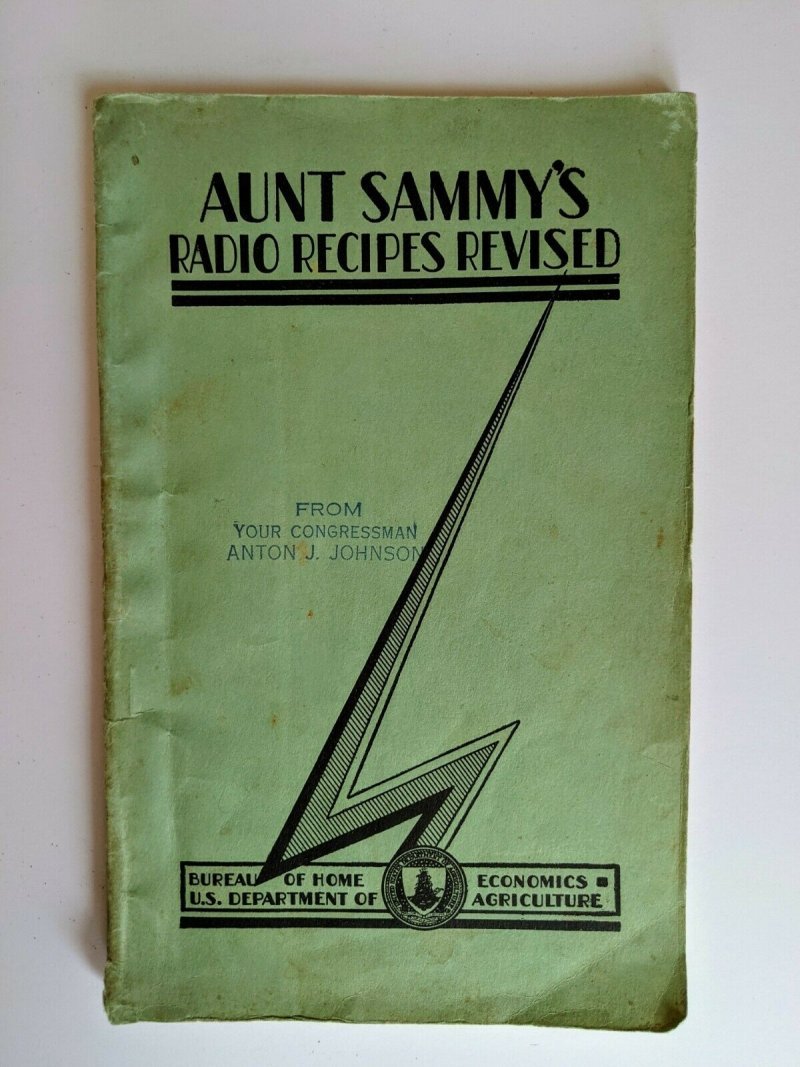 AUNT SAMMY'S
RADIO RECIPES REVISED
FROM
YOUR CONGRESSMAN
ANTON J. JOHNSON
BUREAU OF HOME ECONOMICS
U.S. DEPARTMENT OF AGRICULTURE